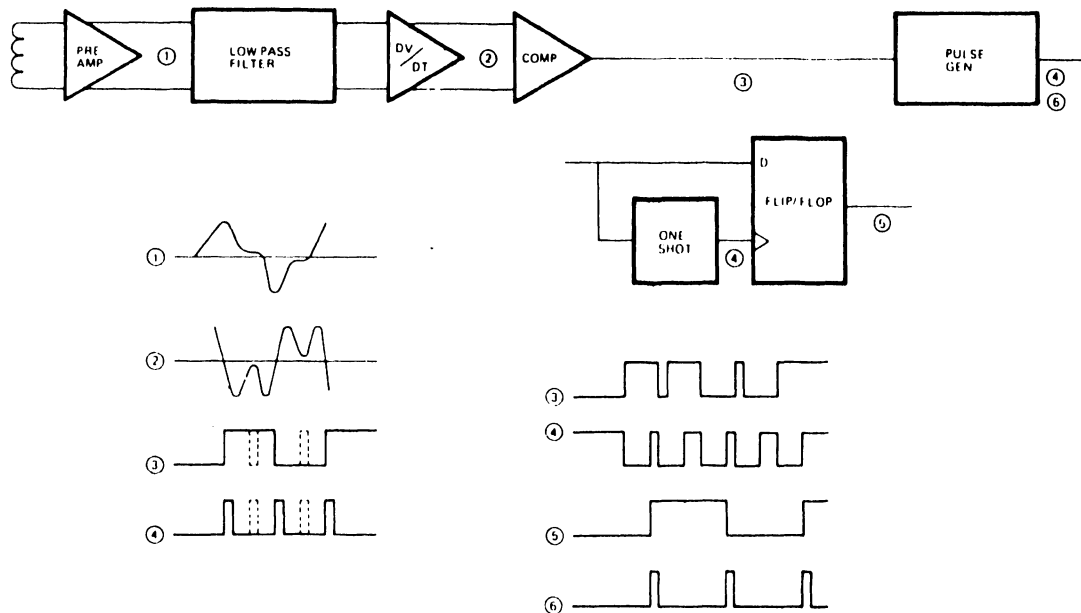 PRE
AMP
①
LOW PASS
FILTER
DV/DT
②
COMP
③
PULSE
GEN
④
⑥
D
FLIP/FLOP
ONE
SHOT
④
⑤
①
②
③
④
③
④
⑤
⑥